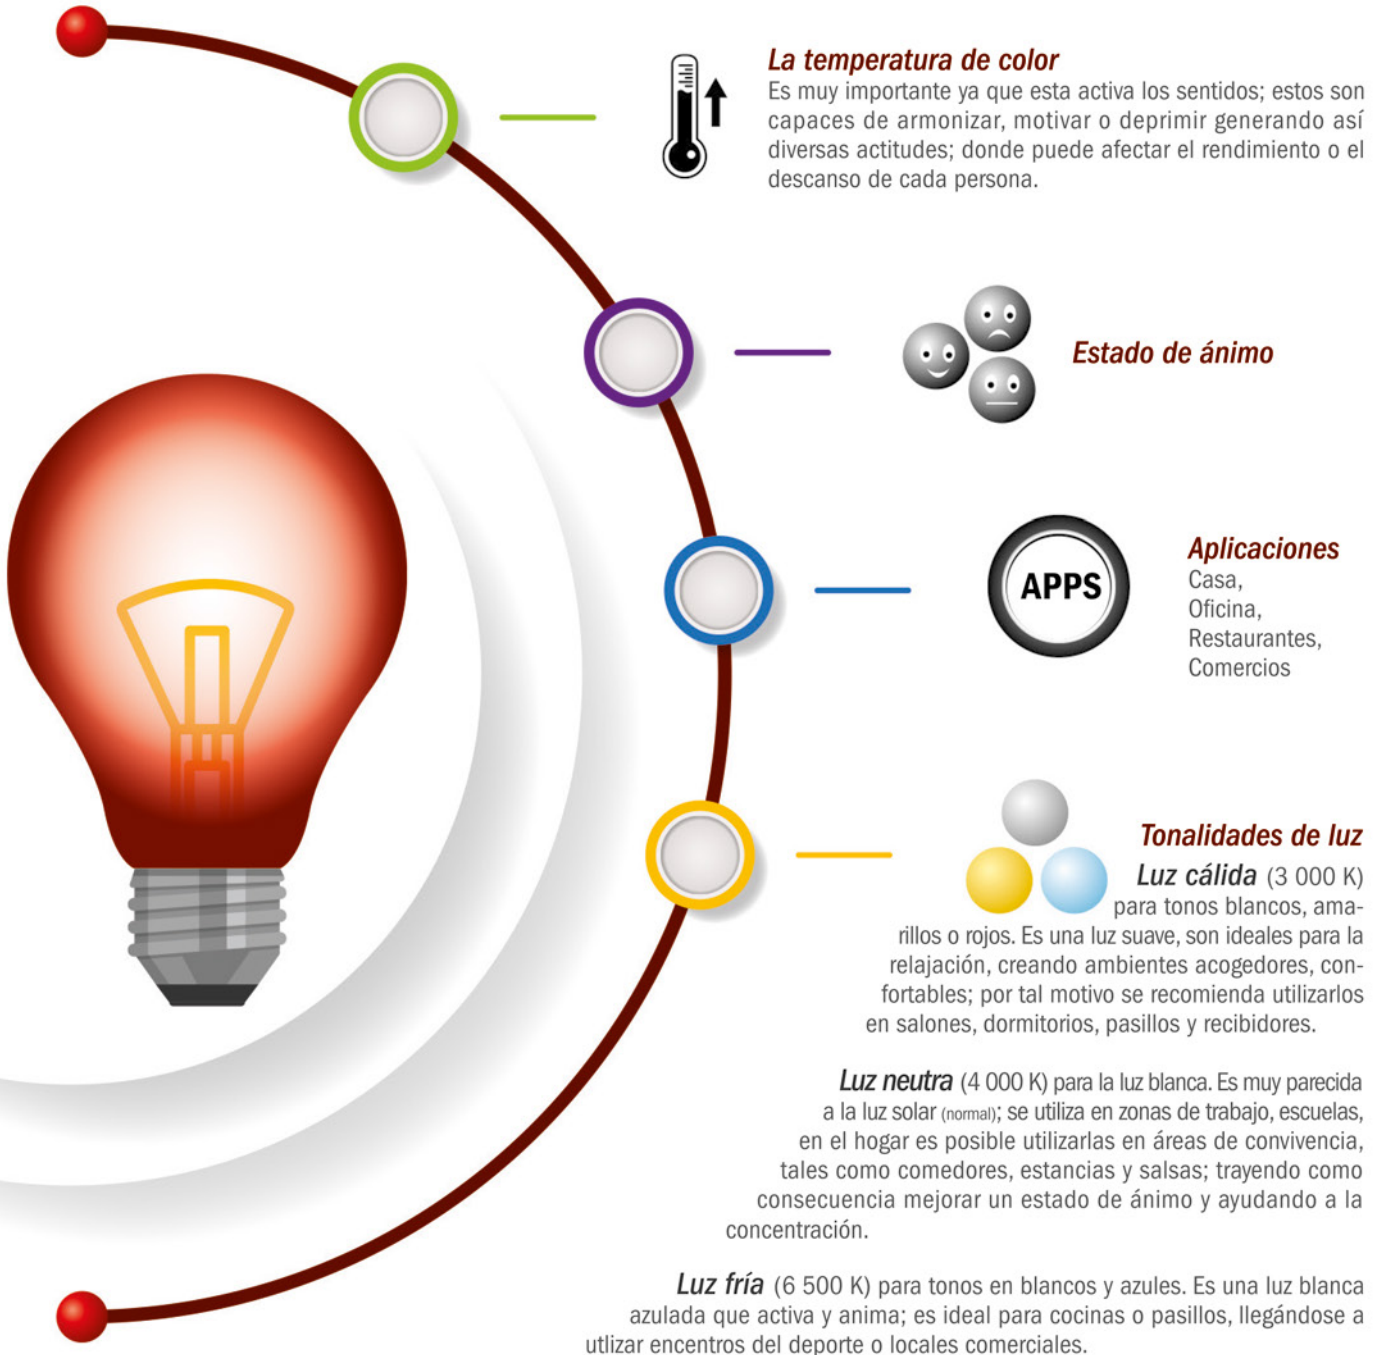 La temperatura de color
Es muy importante ya que esta activa los sentidos; estos son
capaces de armonizar, motivar o deprimir generando así
diversas actitudes; donde puede afectar el rendimiento o el
descanso de cada persona.
Estado de ánimo
APPS
Aplicaciones
Casa,
Oficina,
Restaurantes,
Comercios
Tonalidades de luz
Luz cálida (3 000 K)
para tonos blancos, ama-
rillos o rojos. Es una luz suave, son ideales para la
relajación, creando ambientes acogedores, con-
fortables; por tal motivo se recomienda utilizarlos
en salones, dormitorios, pasillos y recibidores.
Luz neutra (4 000 K) para la luz blanca. Es muy parecida
a la luz solar (normal); se utiliza en zonas de trabajo, escuelas,
en el hogar es posible utilizarlas en áreas de convivencia,
tales como comedores, estancias y salsas; trayendo como
consecuencia mejorar un estado de ánimo y ayudando a la
concentración.
Luz fría (6 500 K) para tonos en blancos y azules. Es una luz blanca
azulada que activa y anima; es ideal para cocinas o pasillos, llegándose a
utlizar encentros del deporte o locales comerciales.